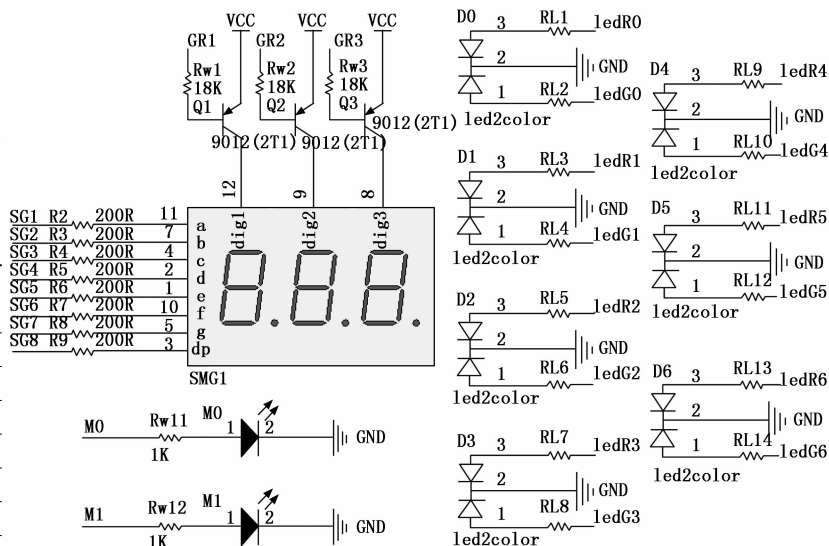 VCC VCC VCC
GR1 GR2 GR3
Rw1 Rw2 Rw3
18K 18K 18K
Q1 Q2 Q3
9012(2T1) 9012(2T1) 9012(2T1)
12 9 8
dig1 dig2 dig3
SG1 R2 200R 11 a
SG2 R3 200R 7 b
SG3 R4 200R 4 c
SG4 R5 200R 2 d
SG5 R6 200R 1 e
SG6 R7 200R 10 f
SG7 R8 200R 5 g
SG8 R9 200R 3 dp
8.8.8.
SMG1
M0 Rw11 M0
1 2 GND
1K
M1 Rw12 M1
1 2 GND
1K
D0 3 RL1 ledR0
2 GND
1 RL2 ledG0
led2color
D1 3 RL3 ledR1
2 GND
1 RL4 ledG1
led2color
D2 3 RL5 ledR2
2 GND
1 RL6 ledG2
led2color
D3 3 RL7 ledR3
2 GND
1 RL8 ledG3
led2color
D4 3 RL9 ledR4
2 GND
1 RL10 ledG4
led2color
D5 3 RL11 ledR5
2 GND
1 RL12 ledG5
led2color
D6 3 RL13 ledR6
2 GND
1 RL14 ledG6
led2color